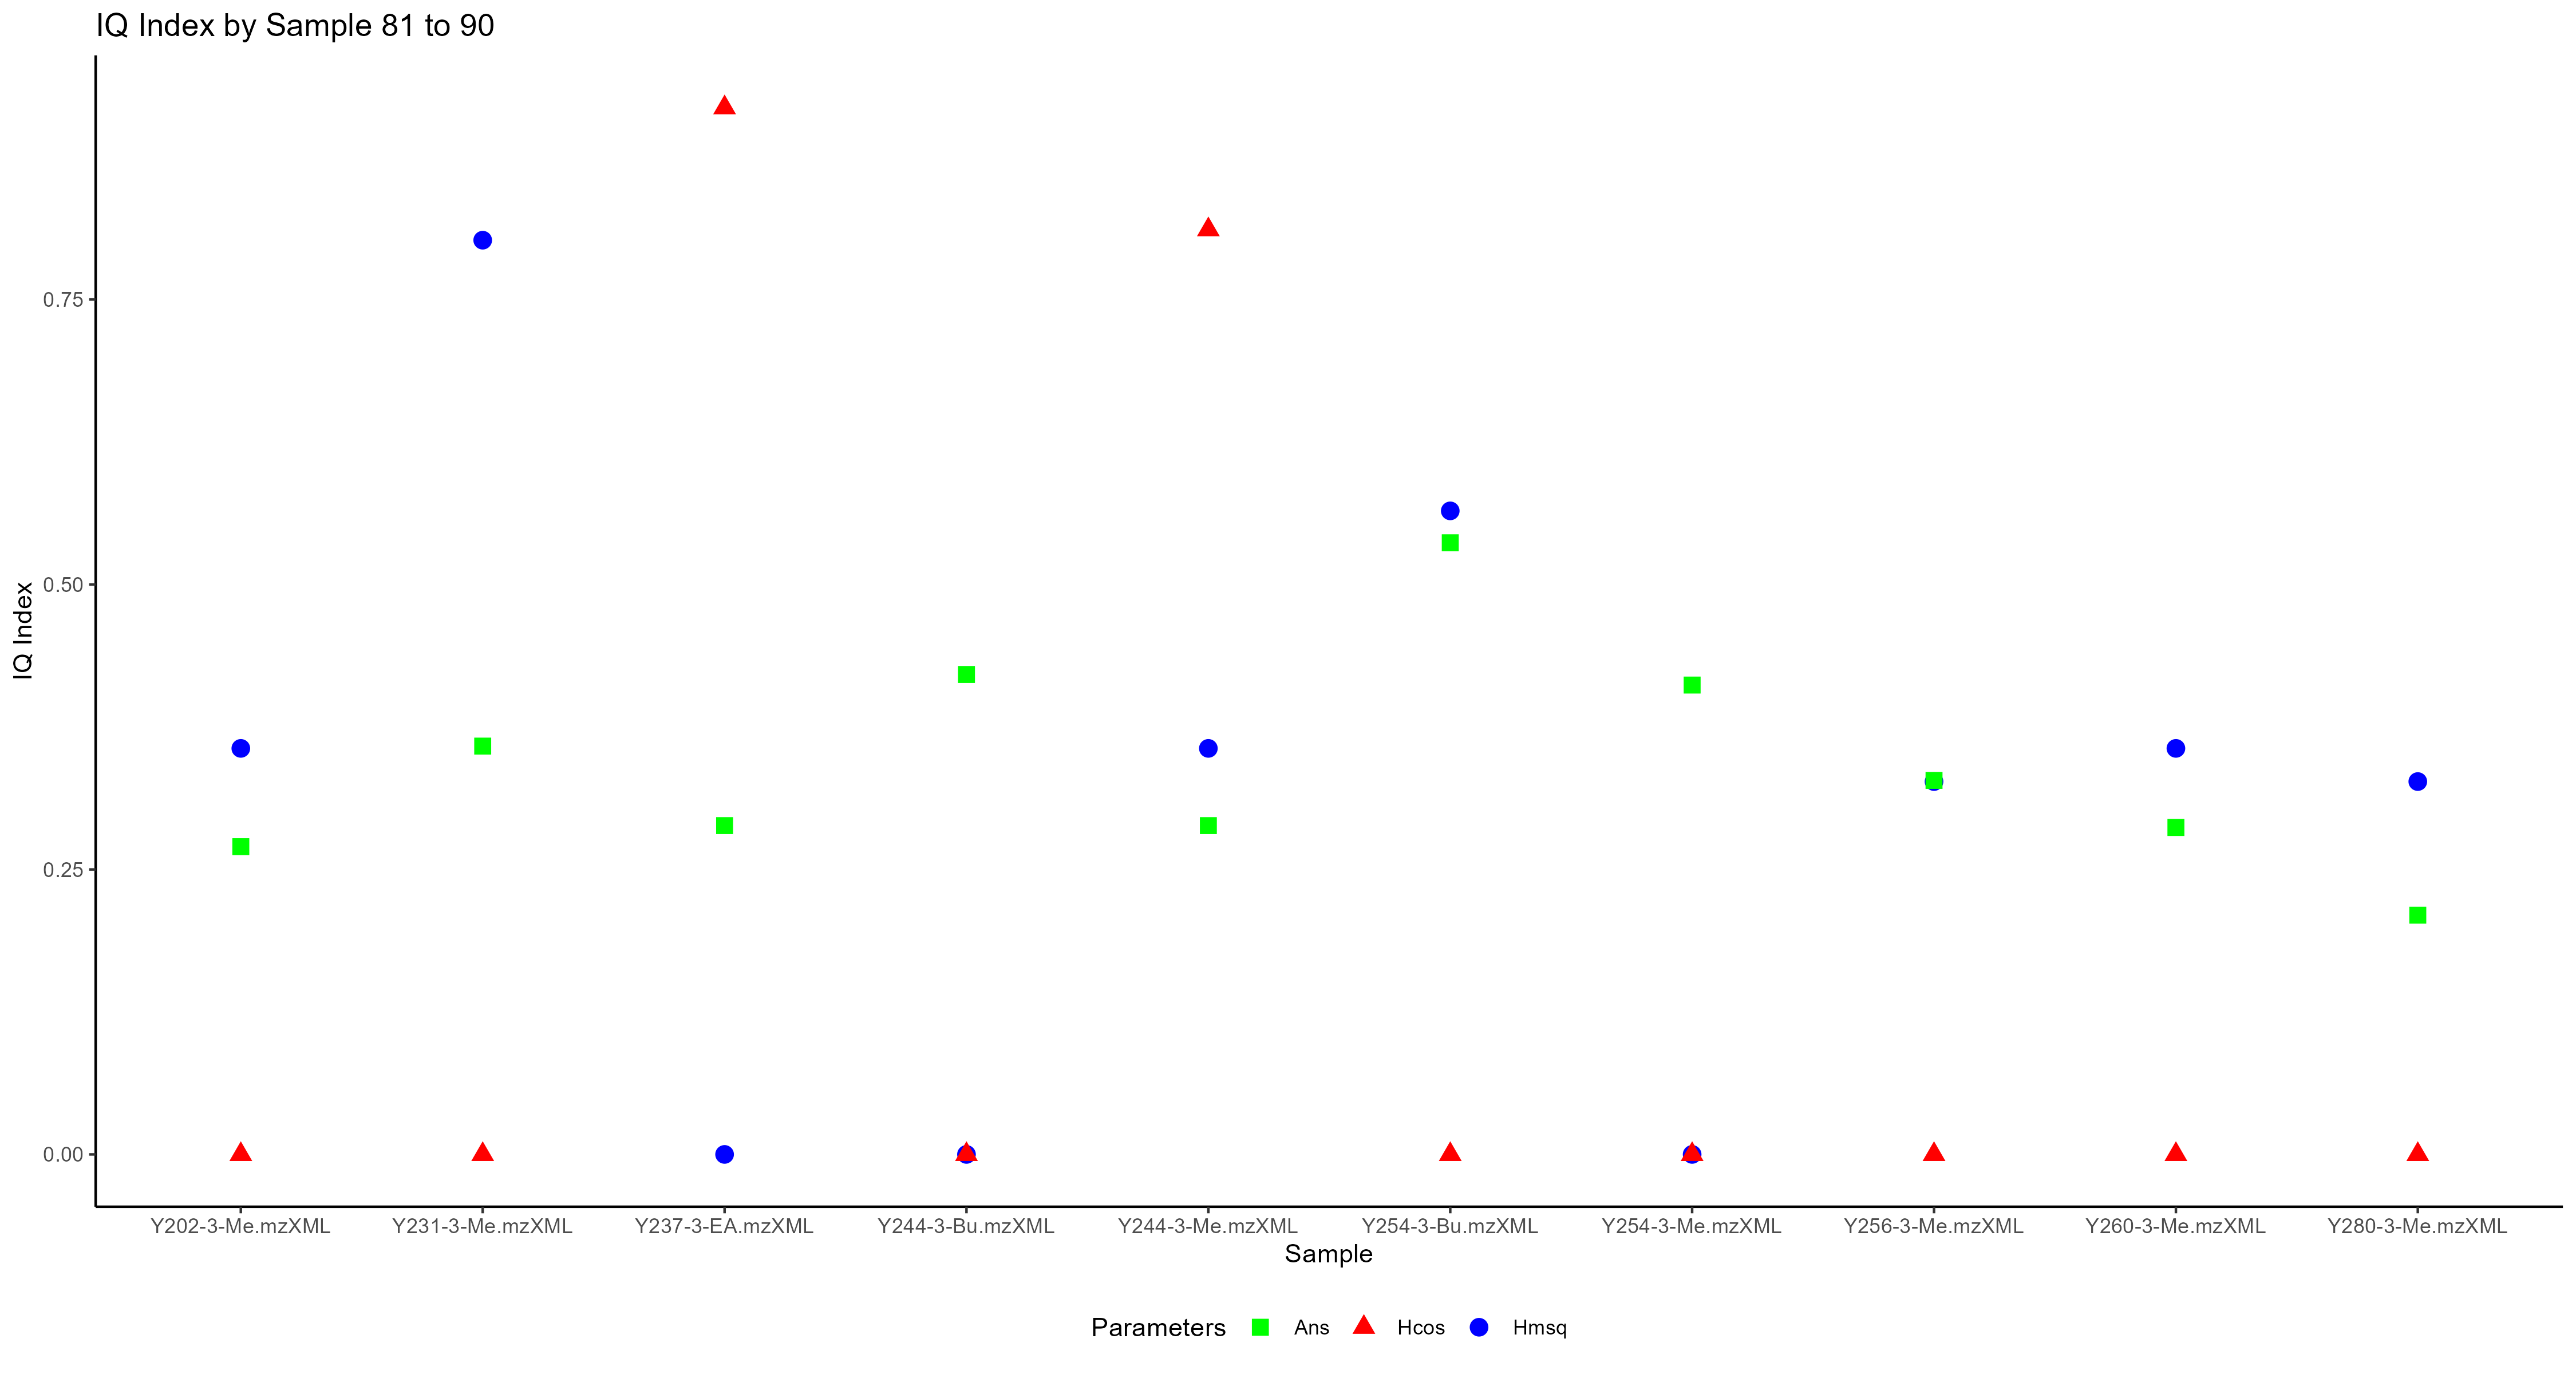 IQ Index by Sample 81 to 90
IQ Index
0.75
0.50
0.25
0.00
Y202-3-Me.mzXML Y231-3-Me.mzXML Y237-3-EA.mzXML Y244-3-Bu.mzXML Y244-3-Me.mzXML Y254-3-Bu.mzXML Y254-3-Me.mzXML Y256-3-Me.mzXML Y260-3-Me.mzXML Y280-3-Me.mzXML
Sample
Parameters Ans Hcos Hmsq